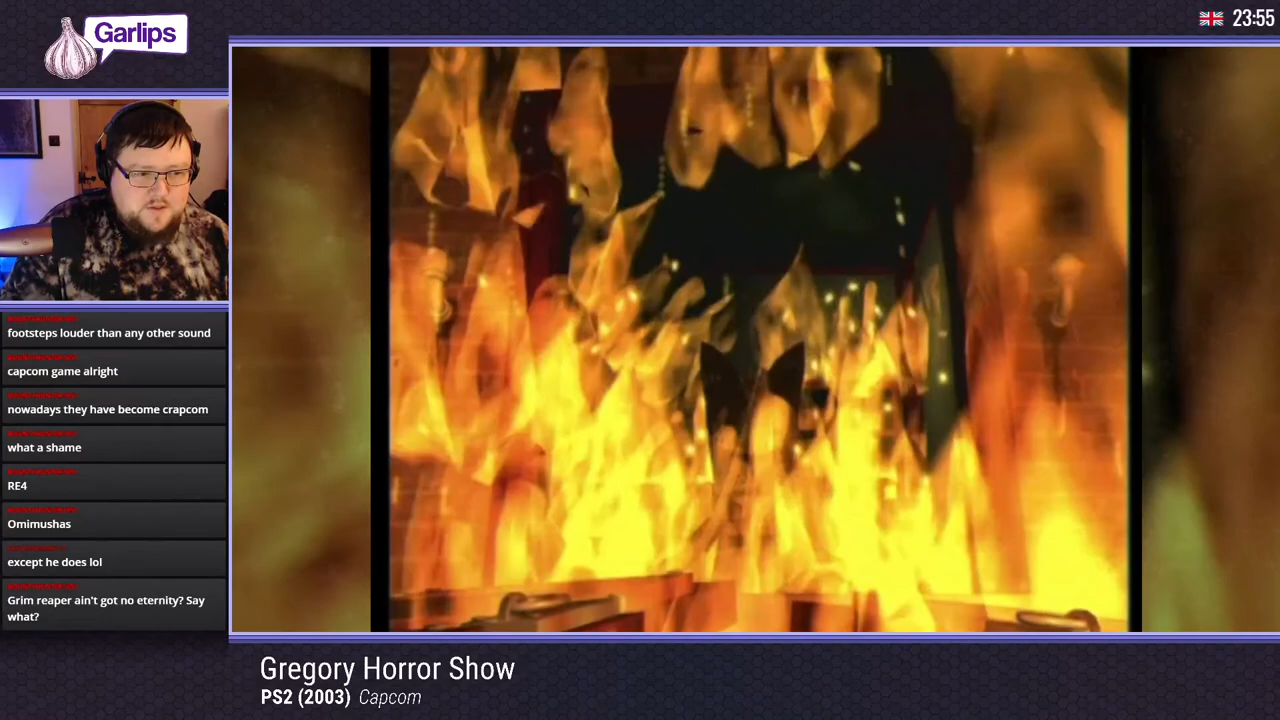 Garlips
23:55
footsteps louder than any other sound
capcom game alright
nowadays they have become crapcom
what a shame
RE4
Omimushas
except he does lol
Grim reaper ain't got no eternity? Say
what?
Gregory Horror Show
PS2 (2003) Capcom